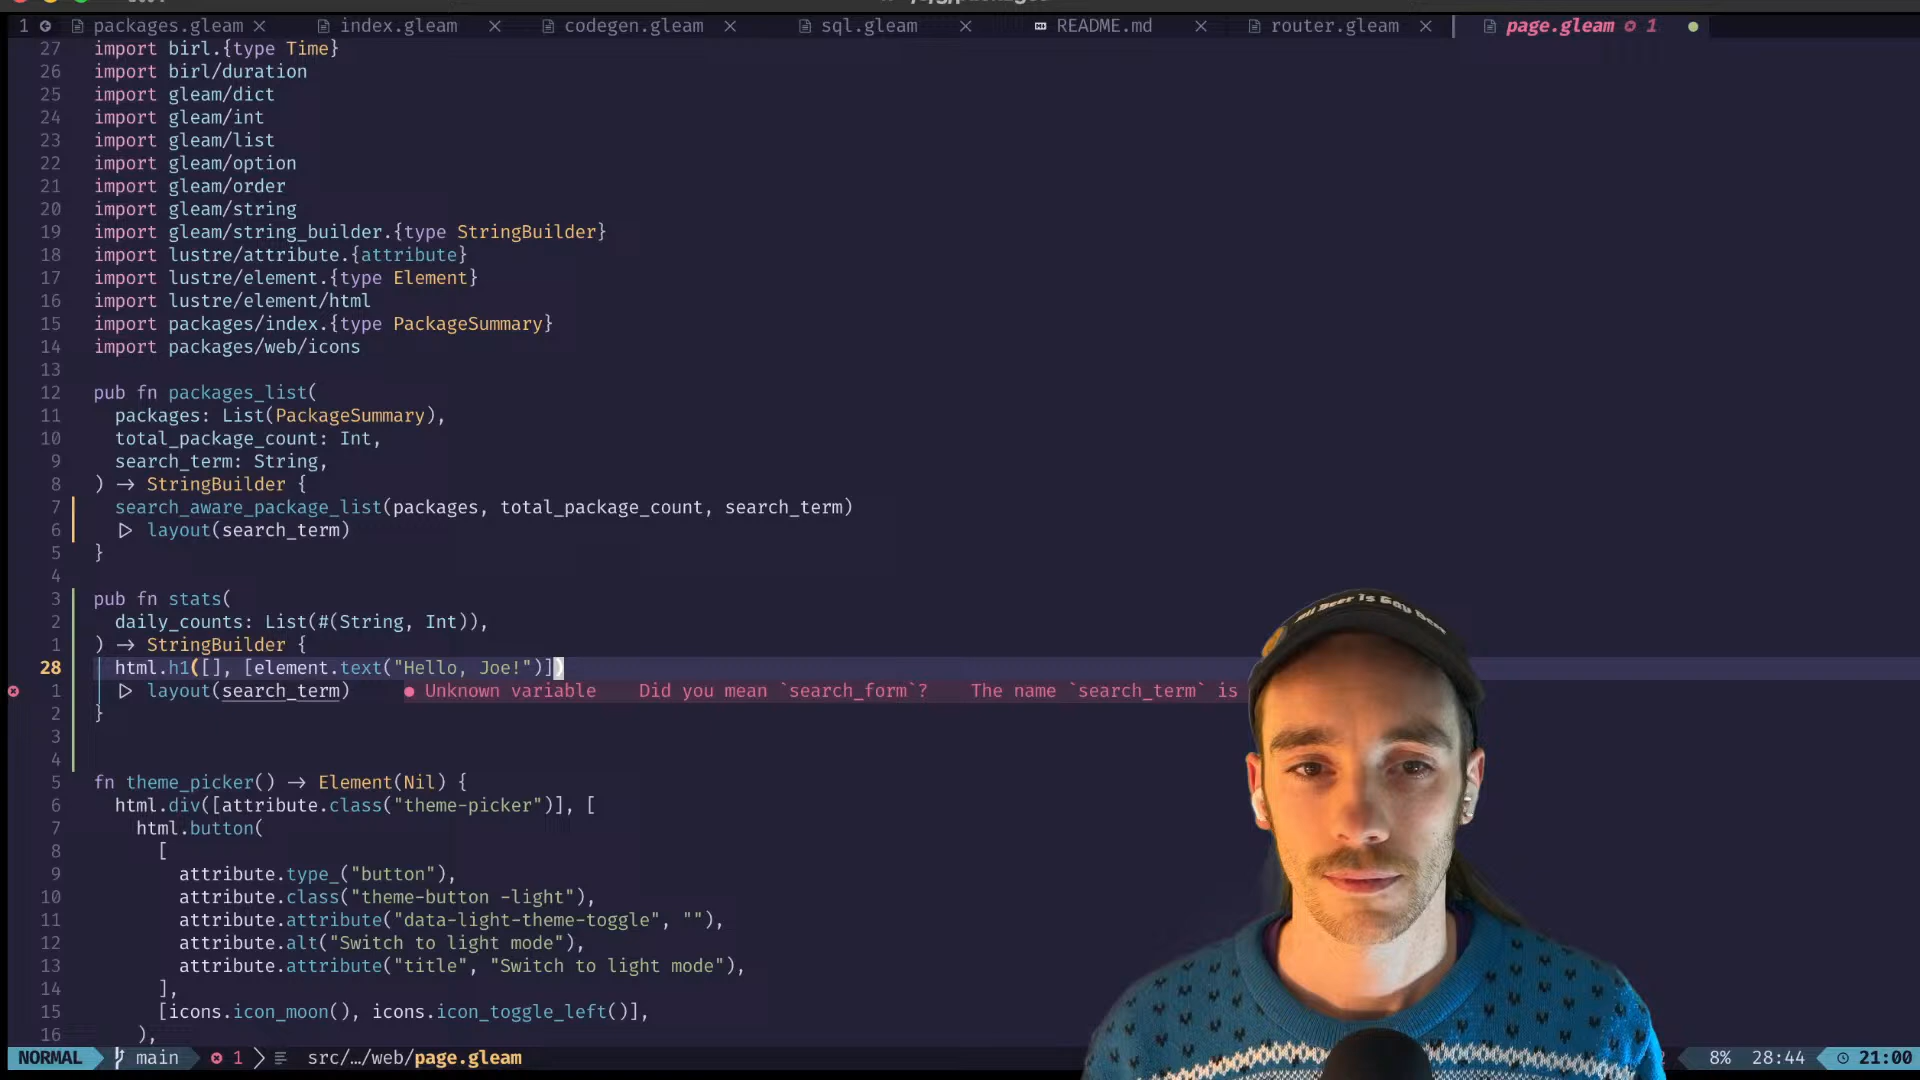 1 packages.gleam index.gleam codegen.gleam sql.gleam README.md router.gleam page.gleam 1
27 import birl.{type Time}
26 import birl/duration
25 import gleam/dict
24 import gleam/int
23 import gleam/list
22 import gleam/option
21 import gleam/order
20 import gleam/string
19 import gleam/string_builder.{type StringBuilder}
18 import lustre/attribute.{attribute}
17 import lustre/element.{type Element}
16 import lustre/element/html
15 import packages/index.{type PackageSummary}
14 import packages/web/icons
13
12 pub fn packages_list(
11 packages: List(PackageSummary),
10 total_package_count: Int,
9 search_term: String,
8 ) → StringBuilder {
7 search_aware_package_list(packages, total_package_count, search_term)
6 ▷ layout(search_term)
5 }
4
3 pub fn stats(
2 daily_counts: List(#(String, Int)),
1 ) → StringBuilder {
28 html.h1([], [element.text("Hello, Joe!")])
1 ▷ layout(search_term) ● Unknown variable Did you mean `search_form`? The name `search_term` is
2 }
3
4
5 fn theme_picker() → Element(Nil) {
6 html.div([attribute.class("theme-picker")], [
7 html.button(
8 [
9 attribute.type_("button"),
10 attribute.class("theme-button -light"),
11 attribute.attribute("data-light-theme-toggle", ""),
12 attribute.alt("Switch to light mode"),
13 attribute.attribute("title", "Switch to light mode"),
14 ],
15 [icons.icon_moon(), icons.icon_toggle_left()],
16 ),
NORMAL main 1 src/…/web/page.gleam 8% 28:44 21:00